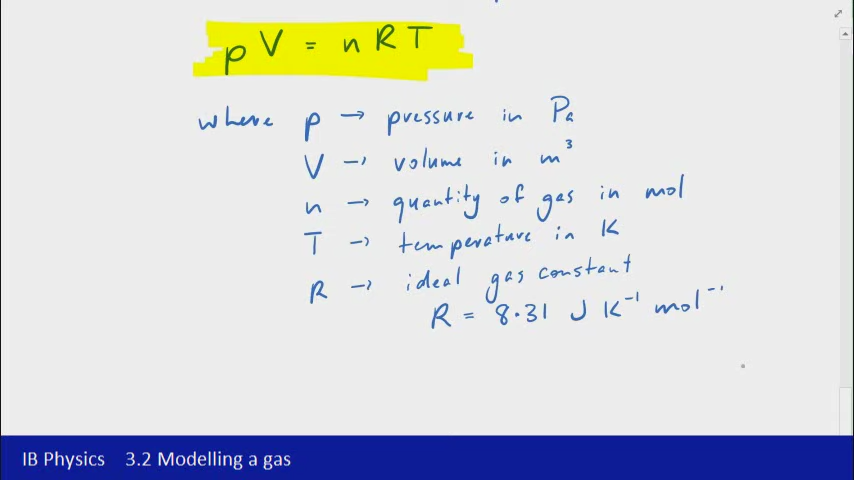 pV = nRT
where p → pressure in Pa
V → volume in m³
n → quantity of gas in mol
T → temperature in K
R → ideal gas constant
R = 8.31 J K⁻¹ mol⁻¹
IB Physics 3.2 Modelling a gas